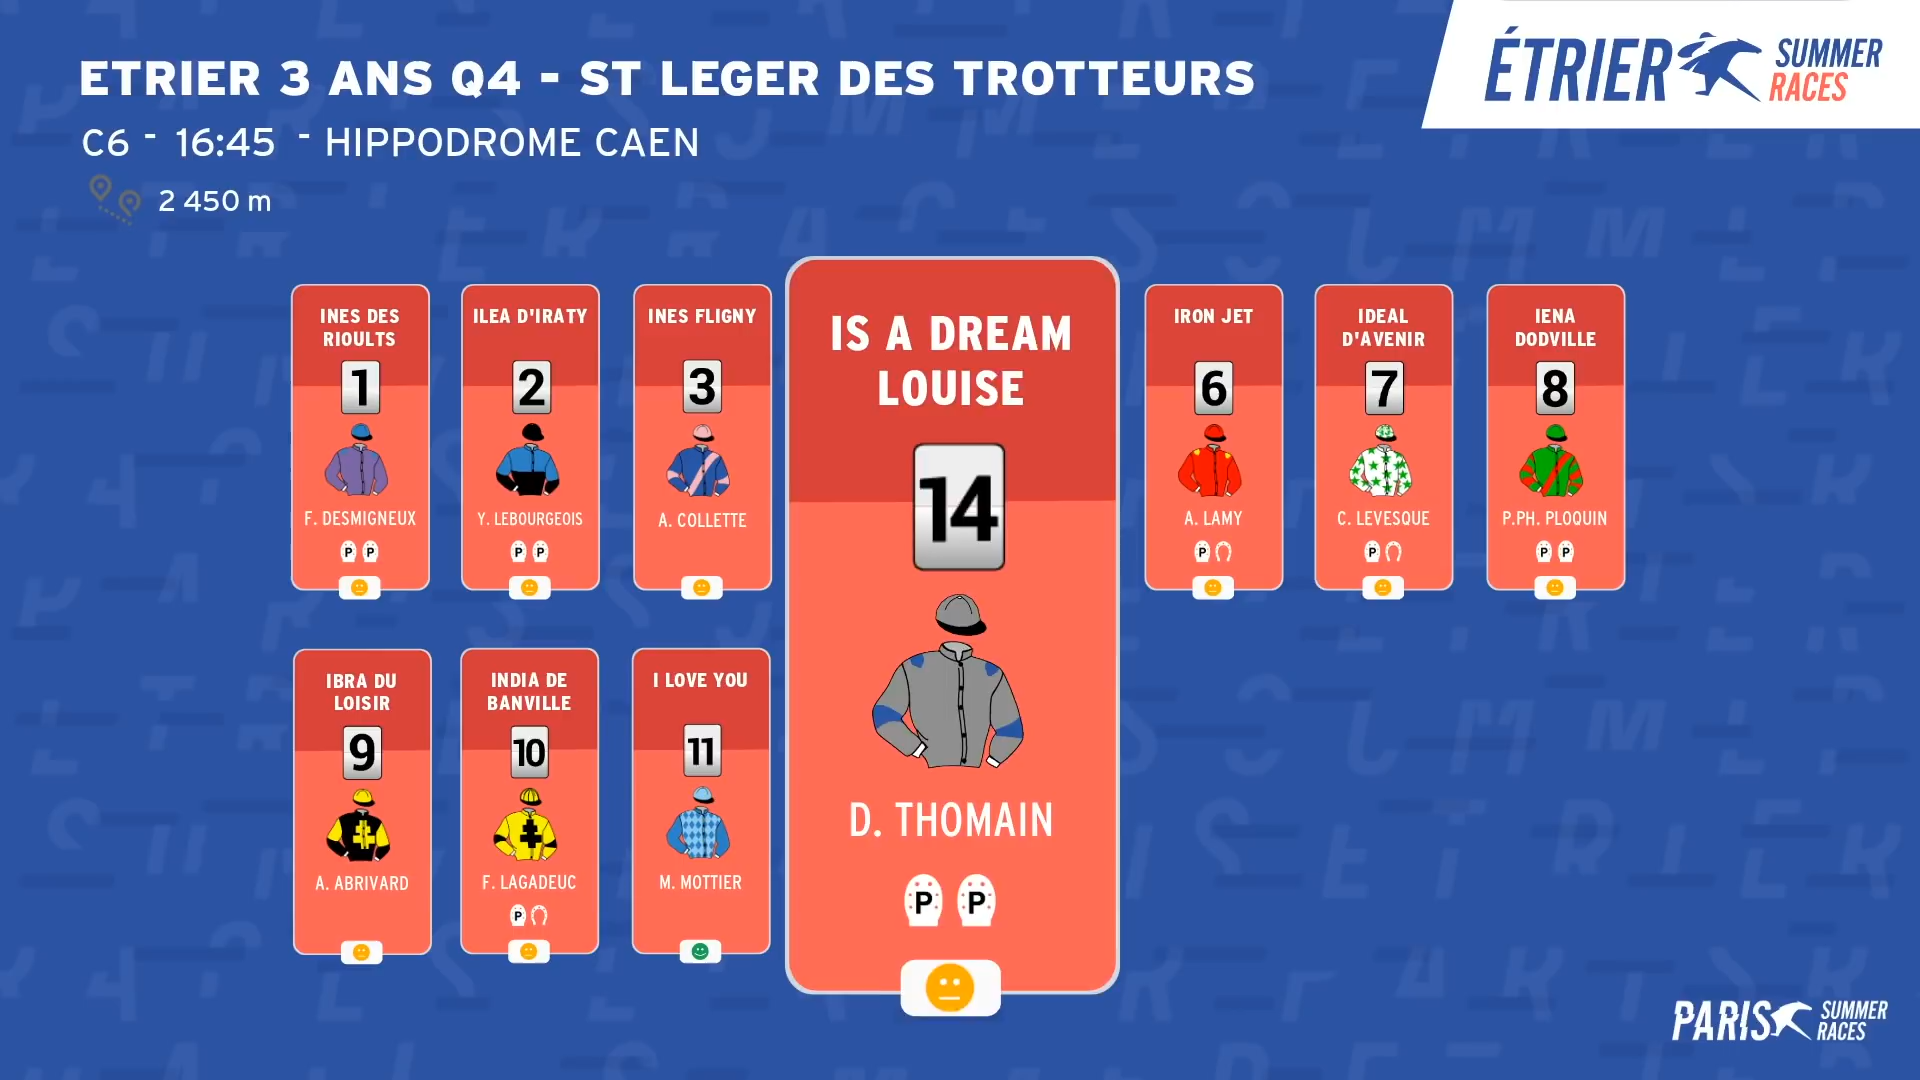 ETRIER 3 ANS Q4 - ST LEGER DES TROTTEURS
C6 - 16:45 - HIPPODROME CAEN
2 450 m
ÉTRIER SUMMER
RACES
INES DES
RIOULTS
1
F. DESMIGNEUX
P P
ILEA D'IRATY
2
Y. LEBOURGEOIS
P P
INES FLIGNY
3
A. COLLETTE
IS A DREAM
LOUISE
14
D. THOMAIN
P P
IRON JET
6
A. LAMY
P
IDEAL
D'AVENIR
7
C. LEVESQUE
P
IENA
DODVILLE
8
P.PH. PLOQUIN
P P
IBRA DU
LOISIR
9
A. ABRIVARD
INDIA DE
BANVILLE
10
F. LAGADEUC
P
I LOVE YOU
11
M. MOTTIER
PARIS SUMMER
RACES